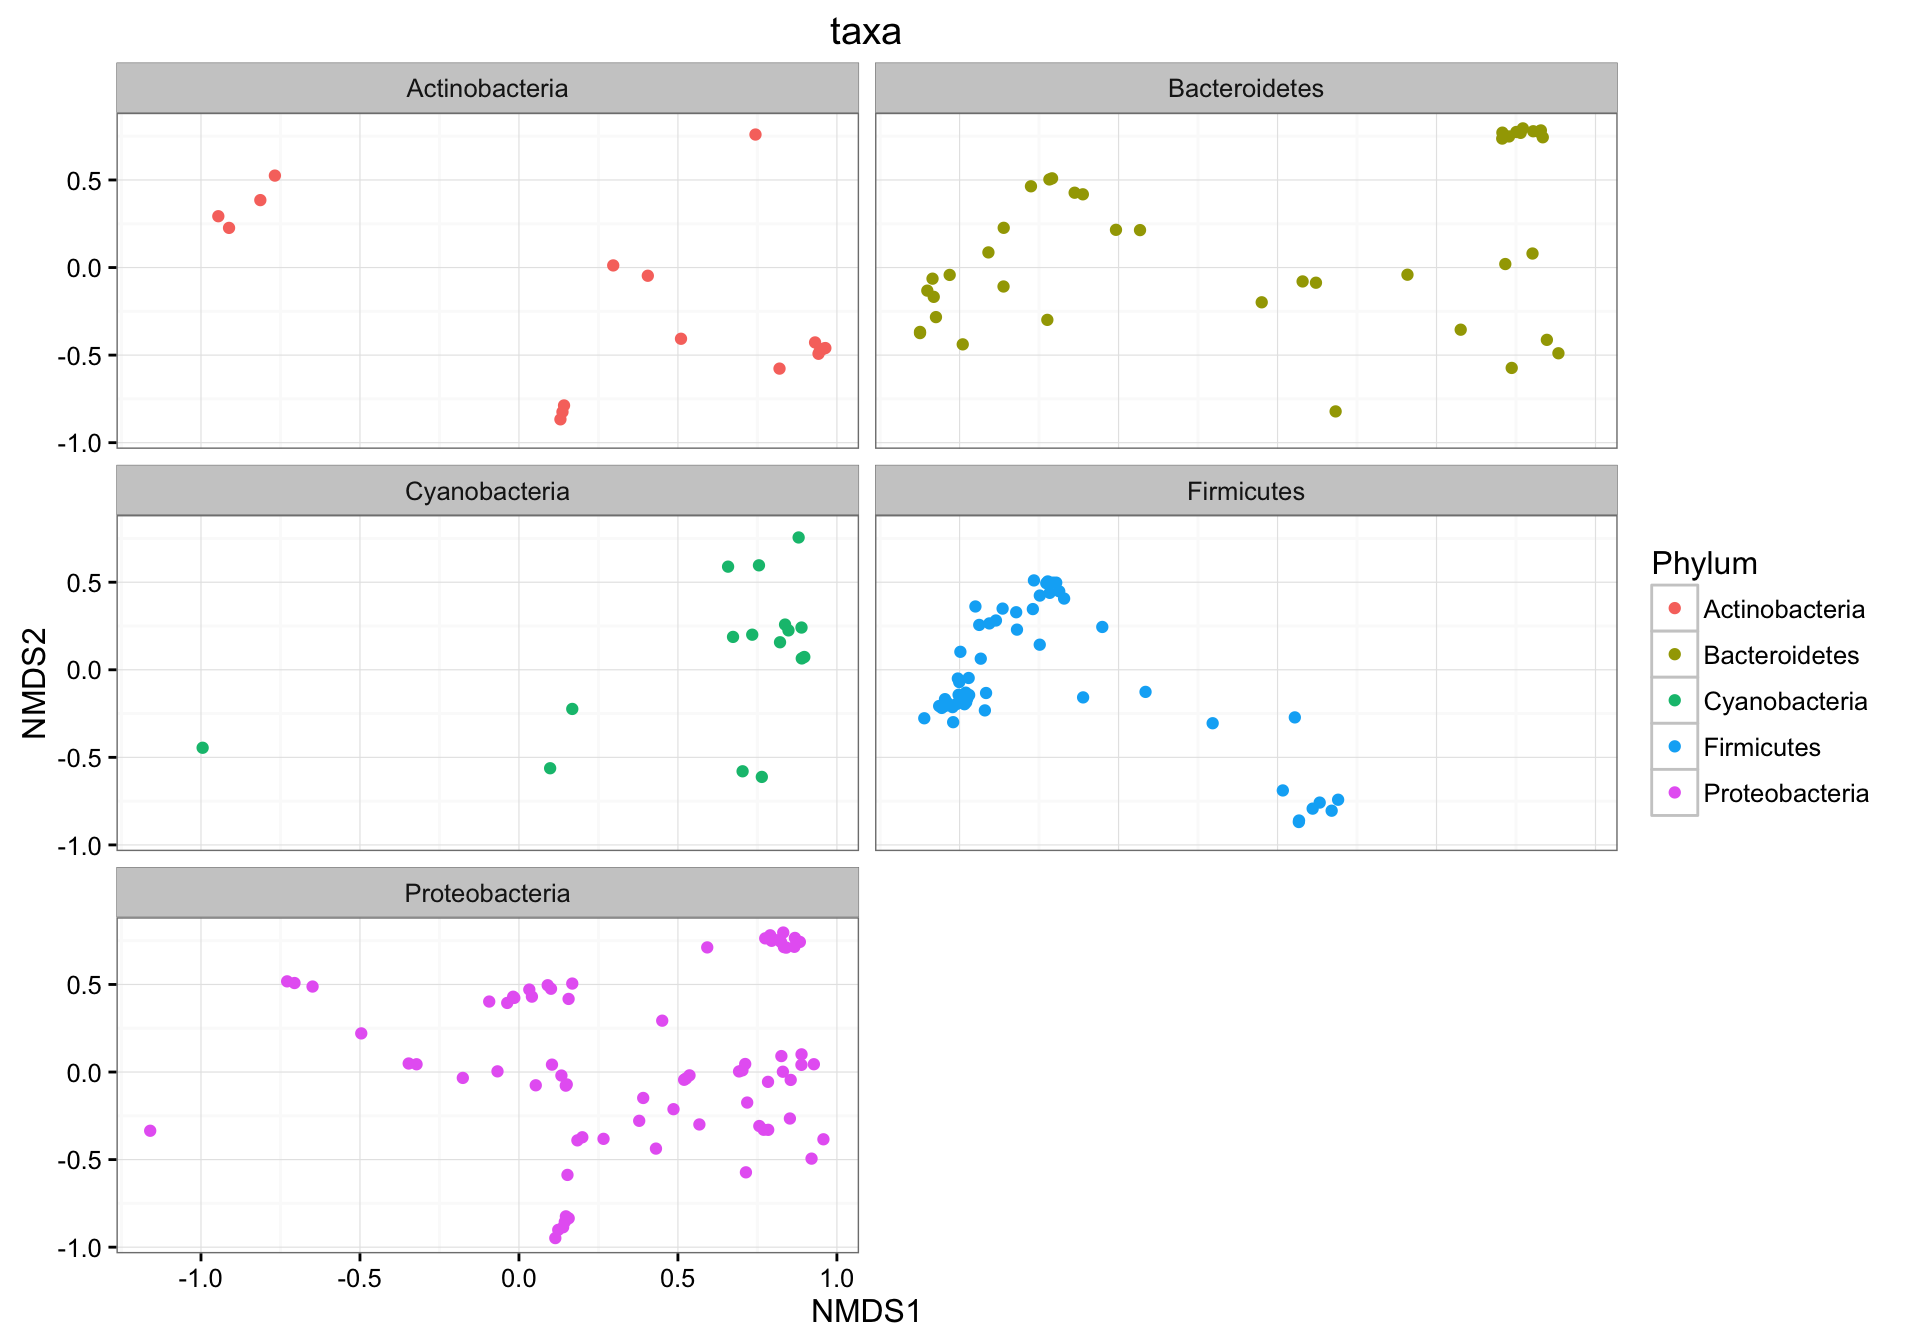 taxa
Actinobacteria
Bacteroidetes
0.5
0.0
-0.5
-1.0
Cyanobacteria
Firmicutes
0.5
0.0
-0.5
-1.0
NMDS2
Proteobacteria
0.5
0.0
-0.5
-1.0
-1.0 -0.5 0.0 0.5 1.0
NMDS1
Phylum
Actinobacteria
Bacteroidetes
Cyanobacteria
Firmicutes
Proteobacteria